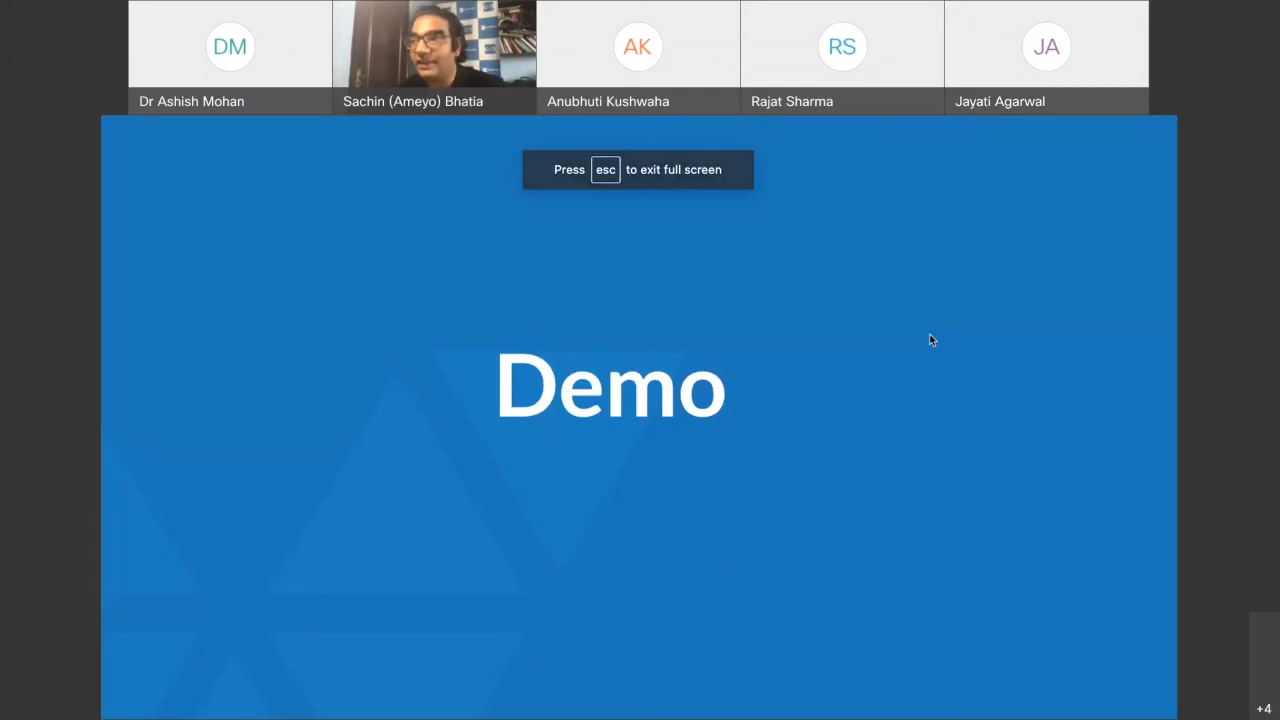 DM
AK
RS
JA
Dr Ashish Mohan
Sachin (Ameyo) Bhatia
Anubhuti Kushwaha
Rajat Sharma
Jayati Agarwal
Press esc to exit full screen
Demo
+4